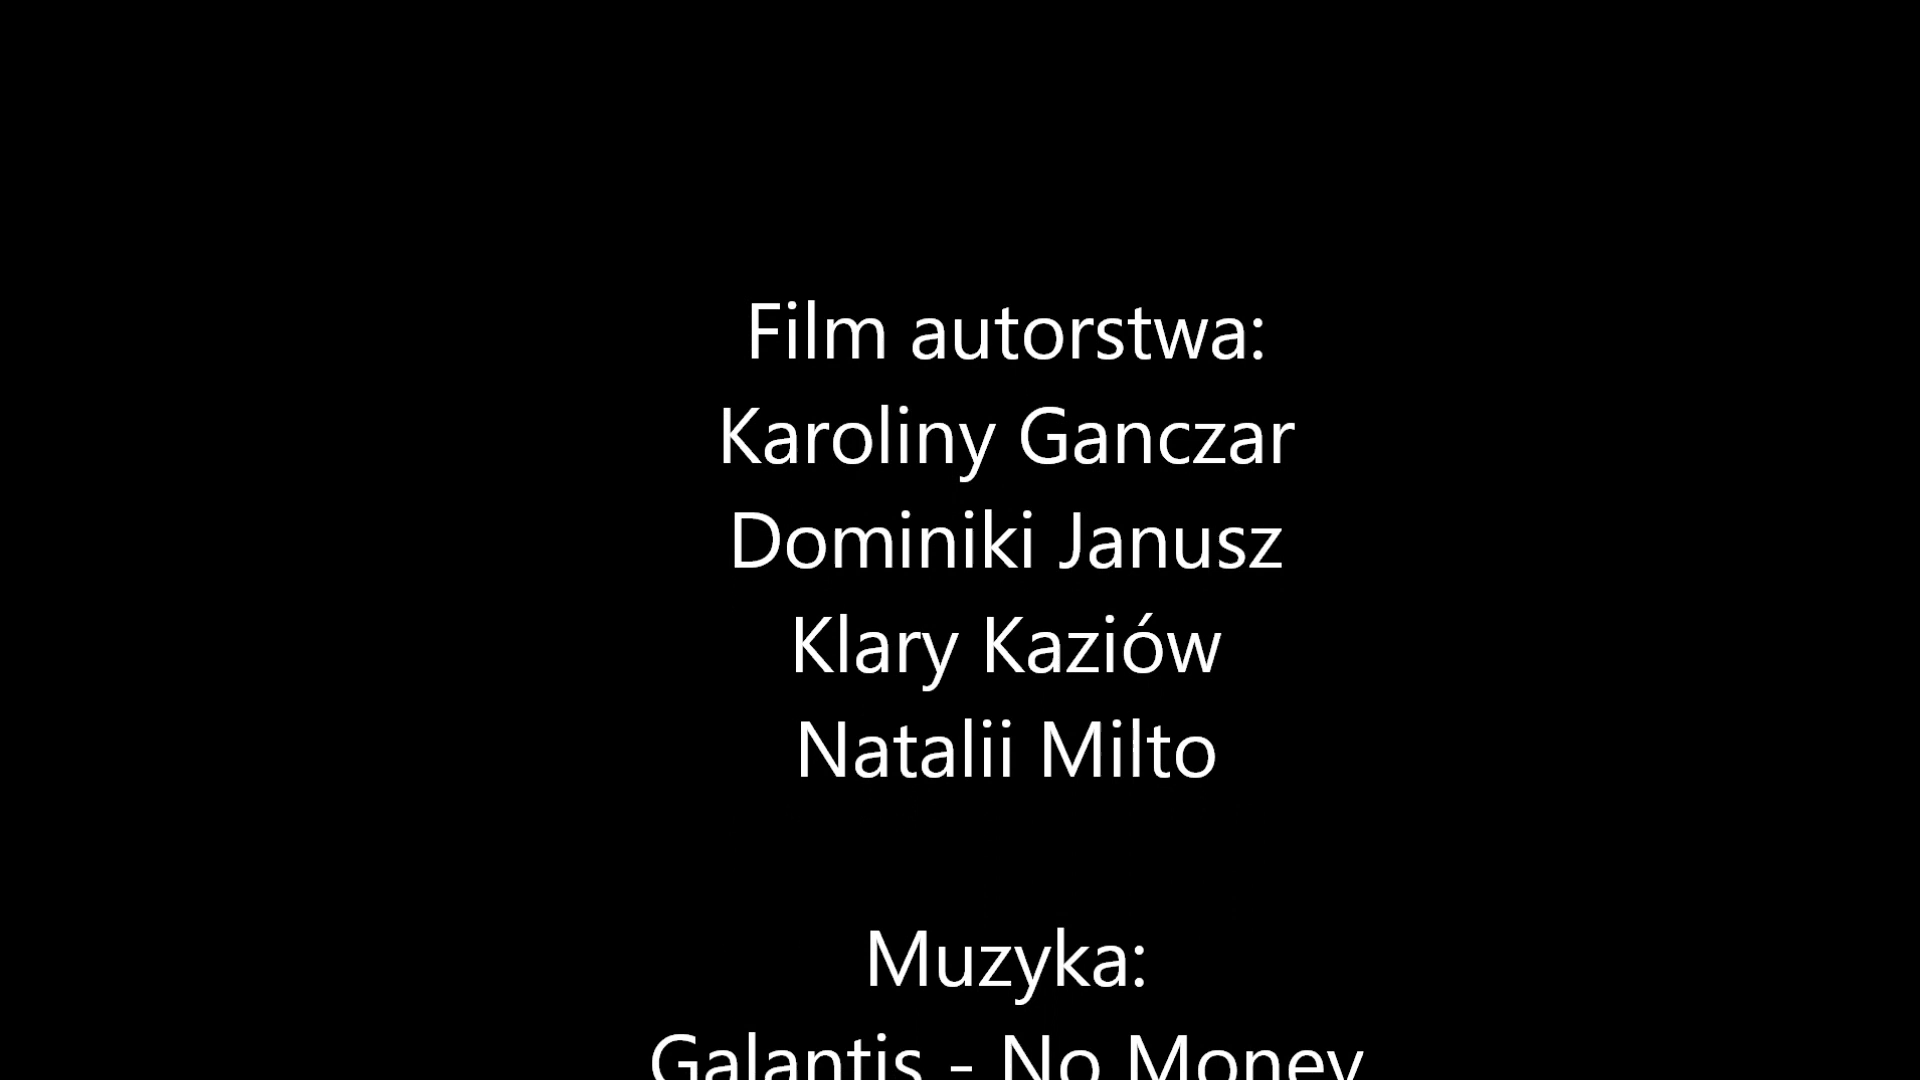 Film autorstwa:
Karoliny Ganczar
Dominiki Janusz
Klary Kaziów
Natalii Milto
Muzyka:
Galantis - No Money